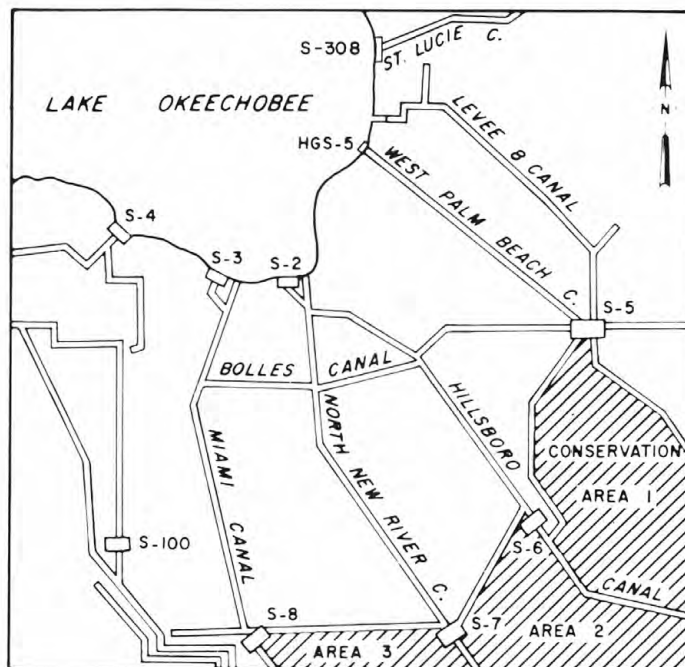 S-308
ST. LUCIE C.
LAKE OKEECHOBEE
N
HGS-5
LEVEE 8 CANAL
WEST PALM BEACH C.
S-4
S-3
S-2
S-5
BOLLES CANAL
HILLSBORO
CONSERVATION
AREA 1
MIAMI CANAL
NORTH NEW RIVER C.
S-100
S-6
CANAL
S-8
S-7
AREA 2
AREA 3